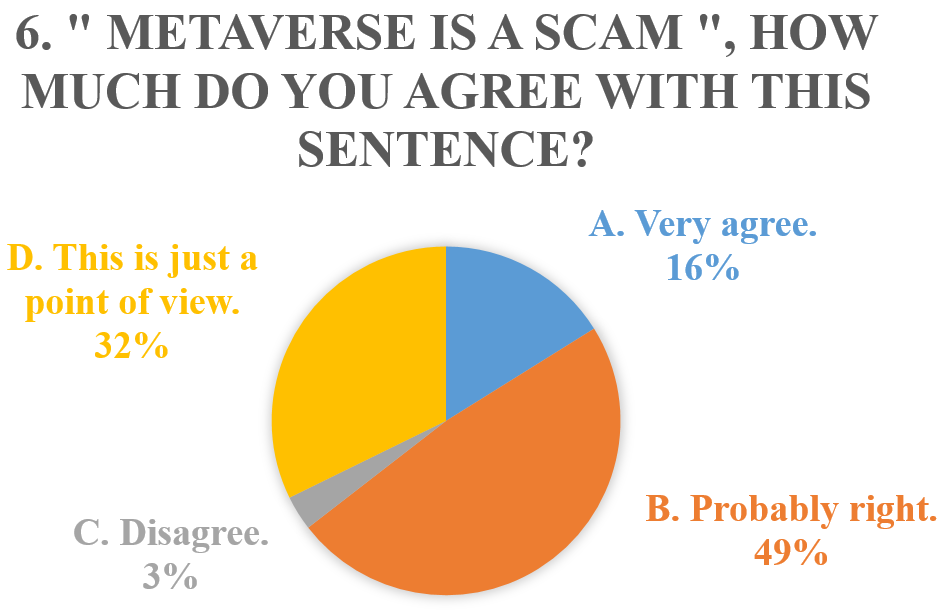 6. " METAVERSE IS A SCAM ", HOW
MUCH DO YOU AGREE WITH THIS
SENTENCE?
A. Very agree.
16%
D. This is just a
point of view.
32%
B. Probably right.
49%
C. Disagree.
3%